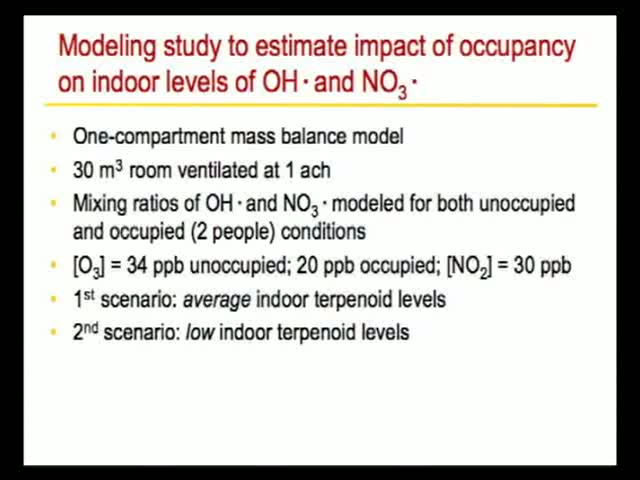 Modeling study to estimate impact of occupancy
on indoor levels of OH· and NO₃·
• One-compartment mass balance model
• 30 m³ room ventilated at 1 ach
• Mixing ratios of OH· and NO₃· modeled for both unoccupied
and occupied (2 people) conditions
• [O₃] = 34 ppb unoccupied; 20 ppb occupied; [NO₂] = 30 ppb
• 1ˢᵗ scenario: average indoor terpenoid levels
• 2ⁿᵈ scenario: low indoor terpenoid levels